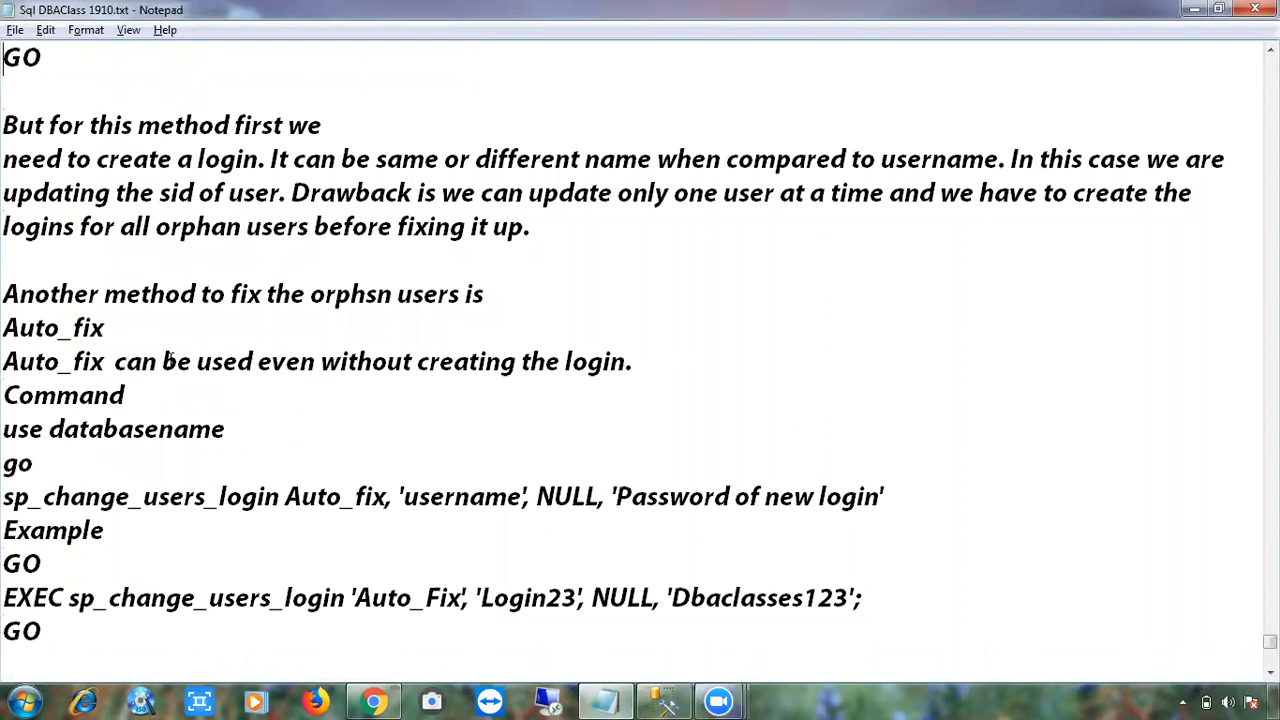 Sql DBAClass 1910.txt - Notepad
File Edit Format View Help
GO
But for this method first we
need to create a login. It can be same or different name when compared to username. In this case we are
updating the sid of user. Drawback is we can update only one user at a time and we have to create the
logins for all orphan users before fixing it up.
Another method to fix the orphsn users is
Auto_fix
Auto_fix  can be used even without creating the login.
Command
use databasename
go
sp_change_users_login Auto_fix, 'username', NULL, 'Password of new login'
Example
GO
EXEC sp_change_users_login 'Auto_Fix', 'Login23', NULL, 'Dbaclasses123';
GO